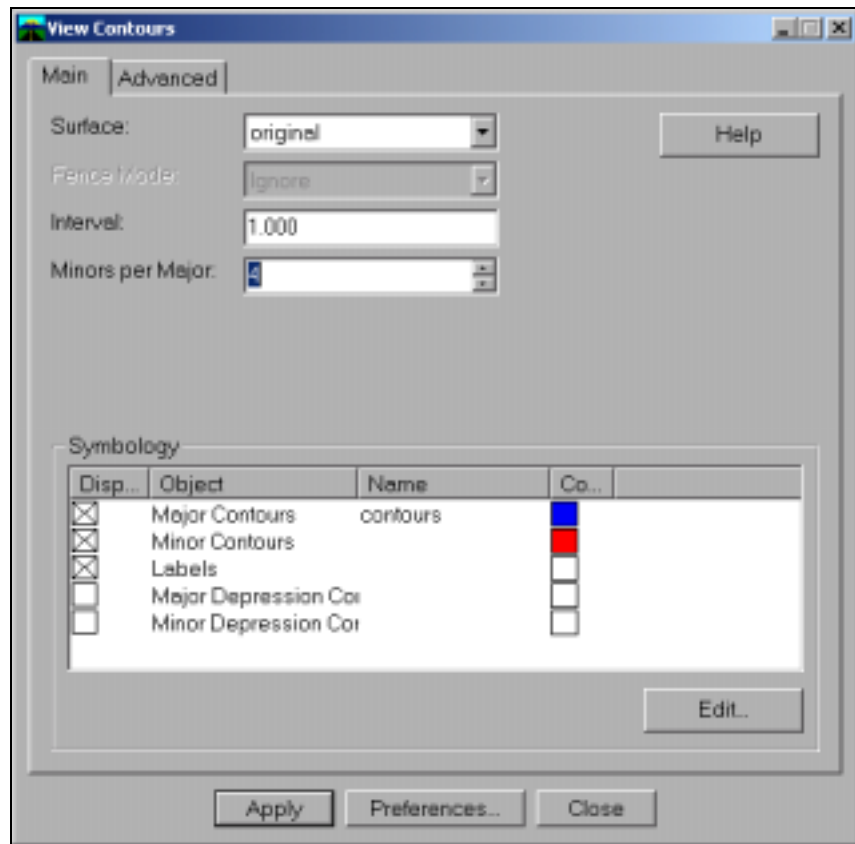 View Contours
Main Advanced
Surface: original Help
Fence Mode: Ignore
Interval: 1.000
Minors per Major: 4
Symbology
Disp... Object Name Co...
Major Contours contours
Minor Contours
Labels
Major Depression Cor
Minor Depression Cor
Edit...
Apply Preferences... Close